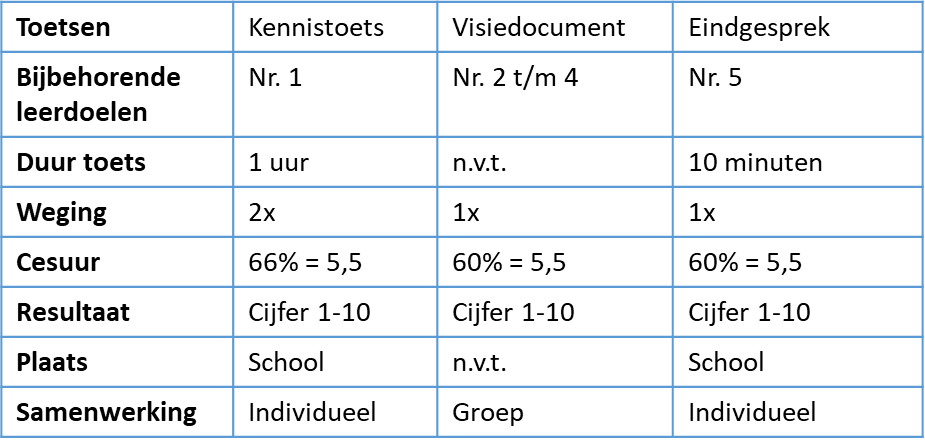 Toetsen Kennistoets Visiedocument Eindgesprek
Bijbehorende Nr. 1 Nr. 2 t/m 4 Nr. 5
leerdoelen
Duur toets 1 uur n.v.t. 10 minuten
Weging 2x 1x 1x
Cesuur 66% = 5,5 60% = 5,5 60% = 5,5
Resultaat Cijfer 1-10 Cijfer 1-10 Cijfer 1-10
Plaats School n.v.t. School
Samenwerking Individueel Groep Individueel